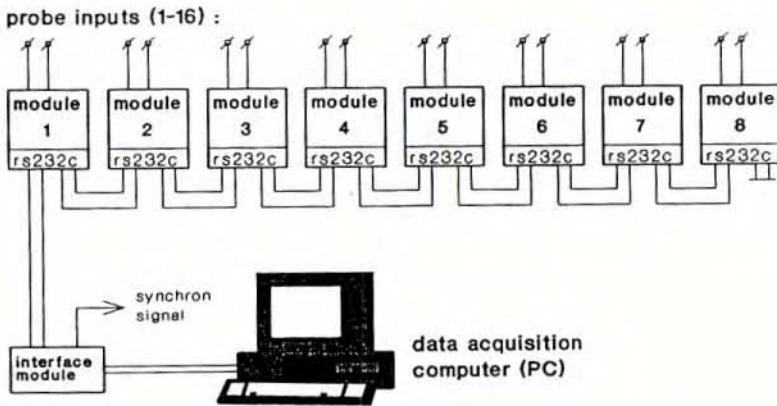 probe inputs (1-16) :
module module module module module module module module
1 2 3 4 5 6 7 8
rs232c rs232c rs232c rs232c rs232c rs232c rs232c rs232c
synchron
signal
interface
module
data acquisition
computer (PC)